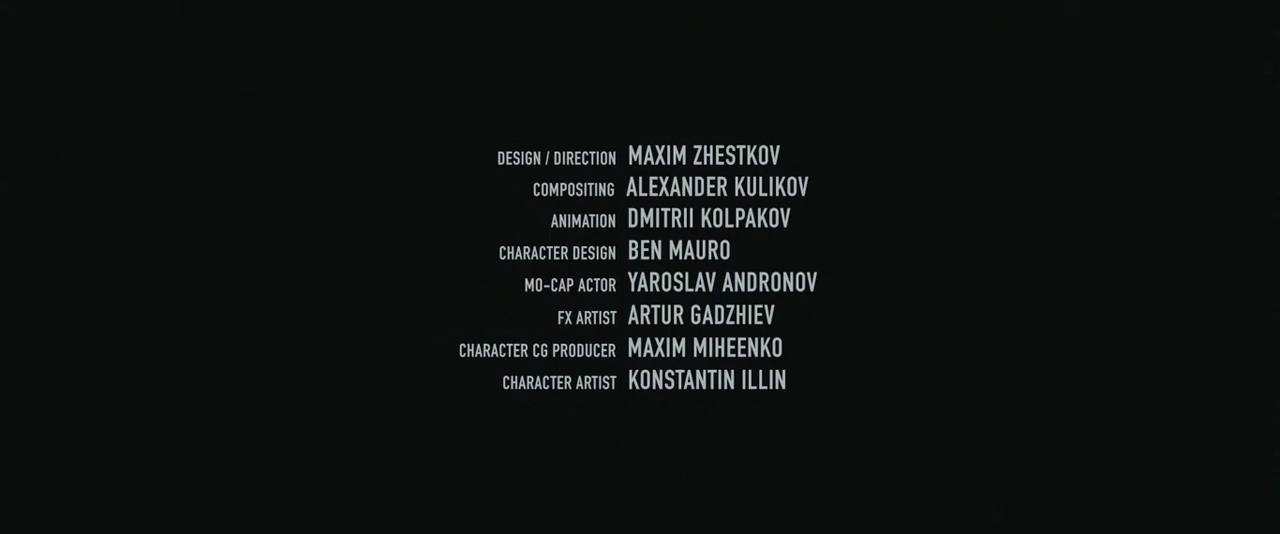 DESIGN / DIRECTION MAXIM ZHESTKOV
COMPOSITING ALEXANDER KULIKOV
ANIMATION DMITRII KOLPAKOV
CHARACTER DESIGN BEN MAURO
MO-CAP ACTOR YAROSLAV ANDRONOV
FX ARTIST ARTUR GADZHIEV
CHARACTER CG PRODUCER MAXIM MIHEENKO
CHARACTER ARTIST KONSTANTIN ILLIN